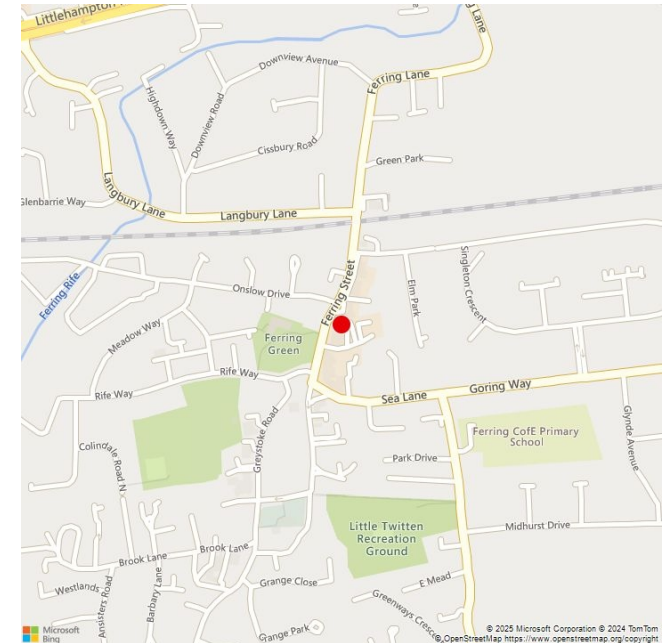 Littlehampton
Ferring Lane
Downview Avenue
Ferring Lane
Highdown Way
Downview Road
Cissbury Road
Green Park
Langbury Lane
Glenbarrie Way
Langbury Lane
Ferring Rife
Onslow Drive
Ferring Street
Elm Park
Singleton Crescent
Meadow Way
Ferring
Green
Rife Way
Rife Way
Sea Lane
Goring Way
Greystoke Road
Colindale Road N
Ferring CofE Primary
School
Glynde Avenue
Park Drive
Little Twitten
Recreation
Ground
Midhurst Drive
Brook Lane
Brook Lane
Westlands
Ansisters Road
Barbary Lane
Grange Close
E Mead
Greenways Cresc
Grange Park
Microsoft
Bing
© 2025 Microsoft Corporation © 2024 TomTom
© OpenStreetMap https://www.openstreetmap.org/copyright